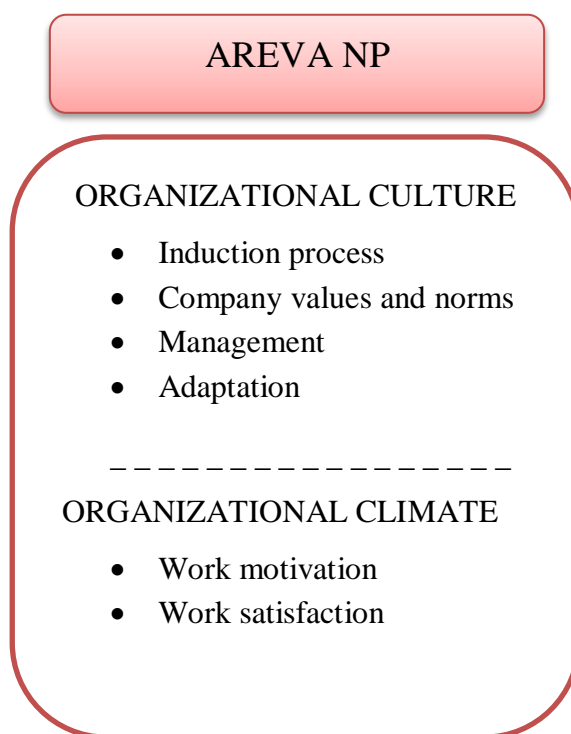 AREVA NP
ORGANIZATIONAL CULTURE
• Induction process
• Company values and norms
• Management
• Adaptation
_ _ _ _ _ _ _ _ _ _ _ _ _ _ _ _ _
ORGANIZATIONAL CLIMATE
• Work motivation
• Work satisfaction